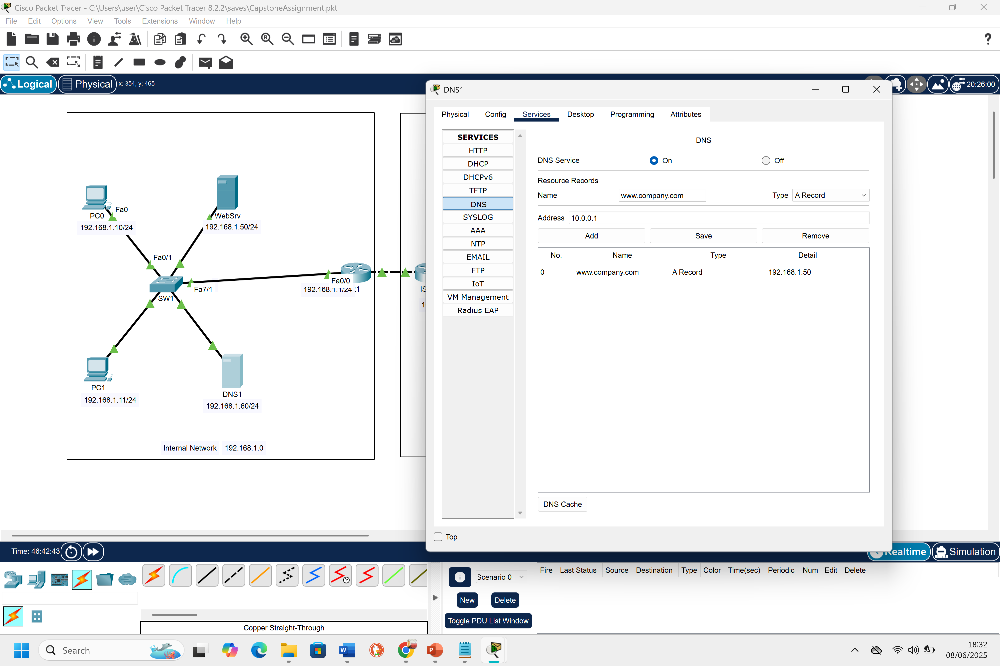 Cisco Packet Tracer - C:\Users\user\Cisco Packet Tracer 8.2.2\saves\CapstoneAssignment.pkt
File Edit Options View Tools Extensions Window Help
Logical Physical x: 354, y: 465
20:26:00
DNS1
Physical Config Services Desktop Programming Attributes
SERVICES
HTTP
DHCP
DHCPv6
TFTP
DNS
SYSLOG
AAA
NTP
EMAIL
FTP
IoT
VM Management
Radius EAP
DNS
DNS Service On Off
Resource Records
Name www.company.com Type A Record
Address 10.0.0.1
Add Save Remove
No. Name Type Detail
0 www.company.com A Record 192.168.1.50
DNS Cache
Top
PC0
Fa0
192.168.1.10/24
WebSrv
192.168.1.50/24
Fa0/1
Fa7/1
SW1
Fa0/0
192.168.1.1/24
IS
1
PC1
192.168.1.11/24
DNS1
192.168.1.60/24
Internal Network 192.168.1.0
Time: 46:42:43
Realtime Simulation
Scenario 0
New Delete
Toggle PDU List Window
Fire Last Status Source Destination Type Color Time(sec) Periodic Num Edit Delete
Copper Straight-Through
Search
18:32
08/06/2025